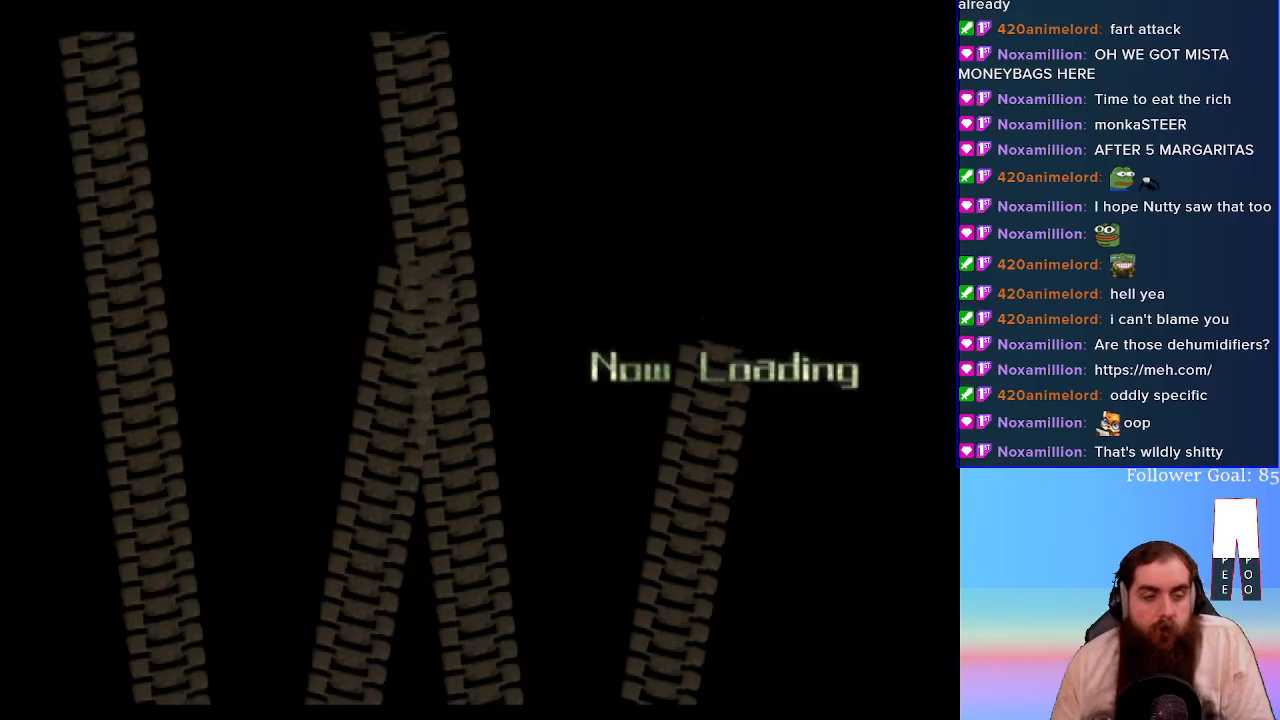 Now Loading
already
420animelord: fart attack
Noxamillion: OH WE GOT MISTA
MONEYBAGS HERE
Noxamillion: Time to eat the rich
Noxamillion: monkaSTEER
Noxamillion: AFTER 5 MARGARITAS
420animelord:
Noxamillion: I hope Nutty saw that too
Noxamillion:
420animelord:
420animelord: hell yea
420animelord: i can't blame you
Noxamillion: Are those dehumidifiers?
Noxamillion: https://meh.com/
420animelord: oddly specific
Noxamillion: oop
Noxamillion: That's wildly shitty
Follower Goal: 85
PEE
POO